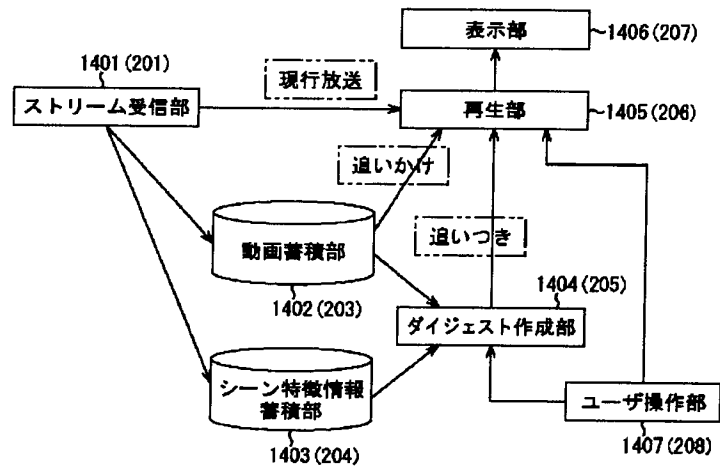 表示部
1406(207)
1401(201)
現行放送
ストリーム受信部
再生部
1405(206)
追いかけ
追いつき
動画蓄積部
1402(203)
1404(205)
ダイジェスト作成部
シーン特徴情報
蓄積部
1403(204)
ユーザ操作部
1407(208)